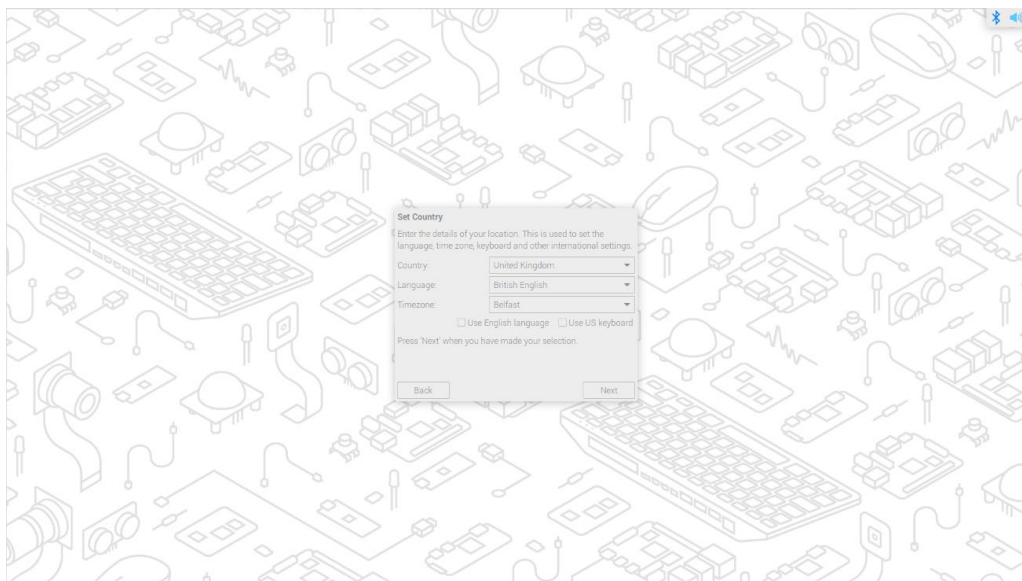 Set Country
Enter the details of your location. This is used to set the
language, time zone, keyboard and other international settings.
Country: United Kingdom
Language: British English
Timezone: Belfast
Use English language Use US keyboard
Press 'Next' when you have made your selection.
Back Next